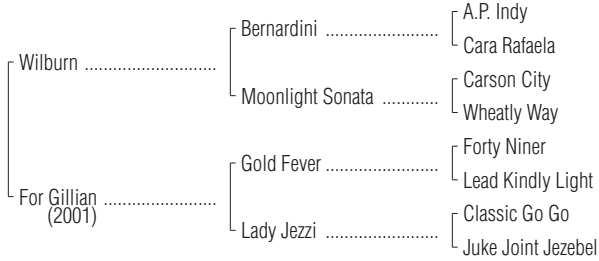 A.P. Indy
Bernardini ........................
Cara Rafaela
Wilburn ............................
Carson City
Moonlight Sonata ............
Wheatly Way
Forty Niner
Gold Fever ........................
Lead Kindly Light
For Gillian ........................
(2001)
Classic Go Go
Lady Jezzi ........................
Juke Joint Jezebel